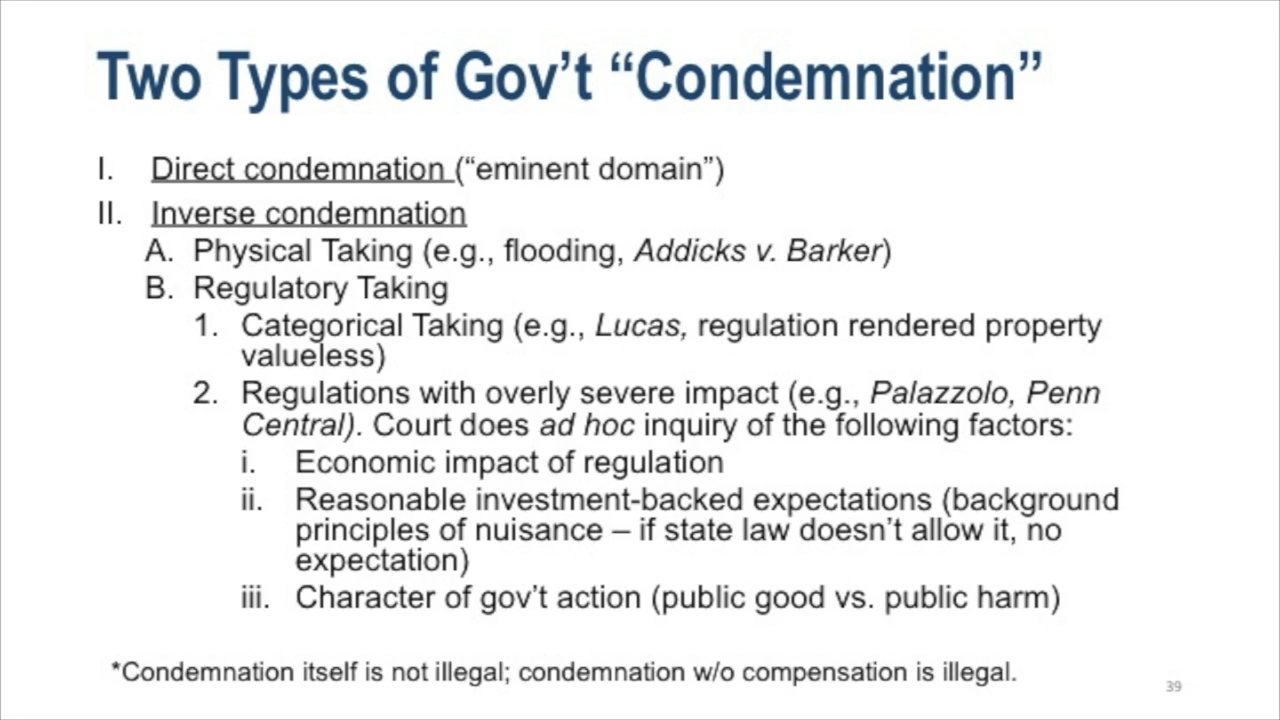 Two Types of Gov’t “Condemnation”
I. Direct condemnation (“eminent domain”)
II. Inverse condemnation
A. Physical Taking (e.g., flooding, Addicks v. Barker)
B. Regulatory Taking
1. Categorical Taking (e.g., Lucas, regulation rendered property
valueless)
2. Regulations with overly severe impact (e.g., Palazzolo, Penn
Central). Court does ad hoc inquiry of the following factors:
i. Economic impact of regulation
ii. Reasonable investment-backed expectations (background
principles of nuisance – if state law doesn’t allow it, no
expectation)
iii. Character of gov’t action (public good vs. public harm)
*Condemnation itself is not illegal; condemnation w/o compensation is illegal.
39